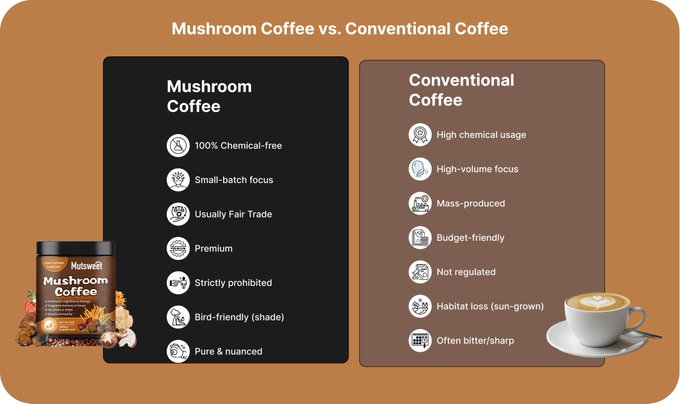 Mushroom Coffee vs. Conventional Coffee
Mushroom
Coffee
100% Chemical-free
Small-batch focus
Usually Fair Trade
Premium
Strictly prohibited
Bird-friendly (shade)
Pure & nuanced
Conventional
Coffee
High chemical usage
High-volume focus
Mass-produced
Budget-friendly
Not regulated
Habitat loss (sun-grown)
Often bitter/sharp
Mutsweet
Mushroom
Coffee